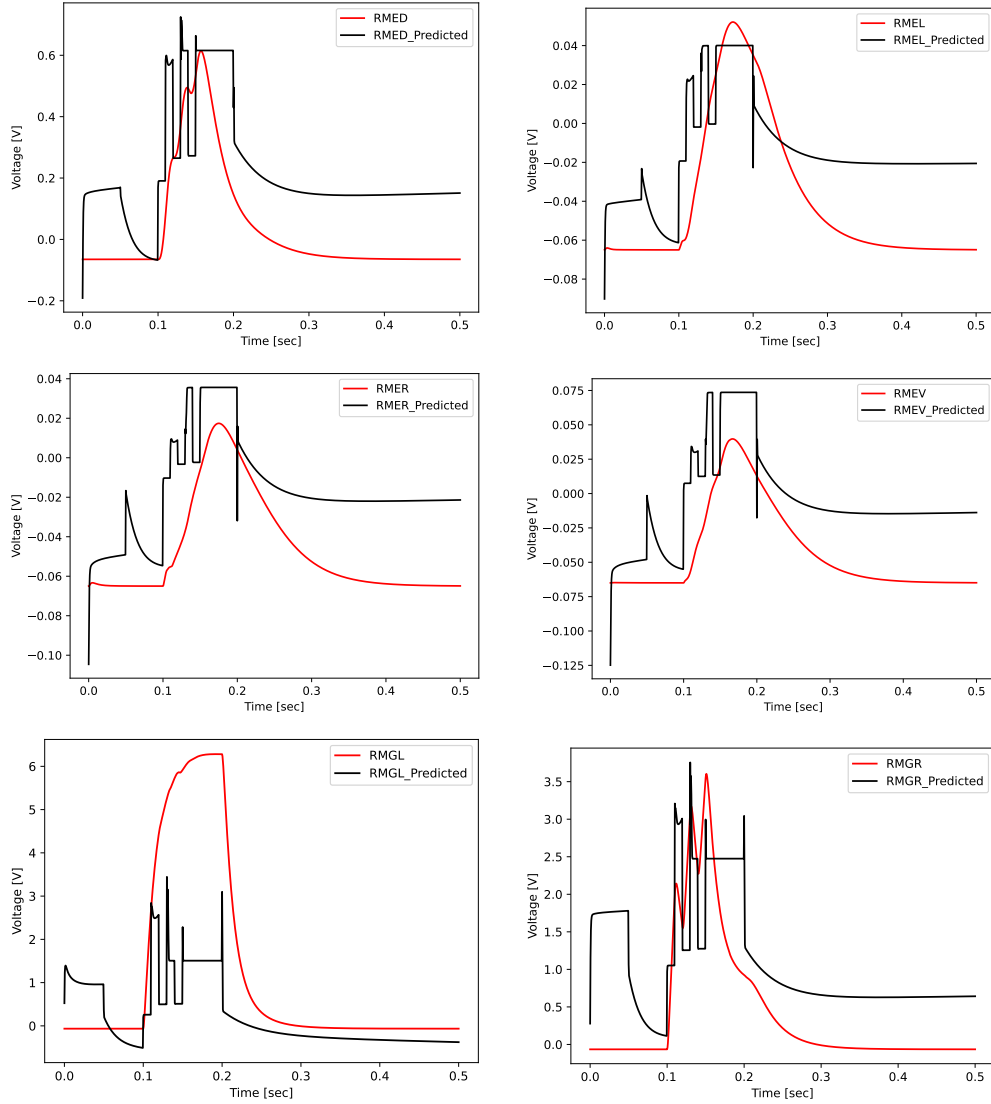 RMED
RMED_Predicted
Voltage [V]
0.6
0.4
0.2
0.0
−0.2
0.0 0.1 0.2 0.3 0.4 0.5
Time [sec]
RMEL
RMEL_Predicted
Voltage [V]
0.04
0.02
0.00
−0.02
−0.04
−0.06
−0.08
0.0 0.1 0.2 0.3 0.4 0.5
Time [sec]
RMER
RMER_Predicted
Voltage [V]
0.04
0.02
0.00
−0.02
−0.04
−0.06
−0.08
−0.10
0.0 0.1 0.2 0.3 0.4 0.5
Time [sec]
RMEV
RMEV_Predicted
Voltage [V]
0.075
0.050
0.025
0.000
−0.025
−0.050
−0.075
−0.100
−0.125
0.0 0.1 0.2 0.3 0.4 0.5
Time [sec]
RMGL
RMGL_Predicted
Voltage [V]
6
5
4
3
2
1
0
0.0 0.1 0.2 0.3 0.4 0.5
Time [sec]
RMGR
RMGR_Predicted
Voltage [V]
3.5
3.0
2.5
2.0
1.5
1.0
0.5
0.0
0.0 0.1 0.2 0.3 0.4 0.5
Time [sec]